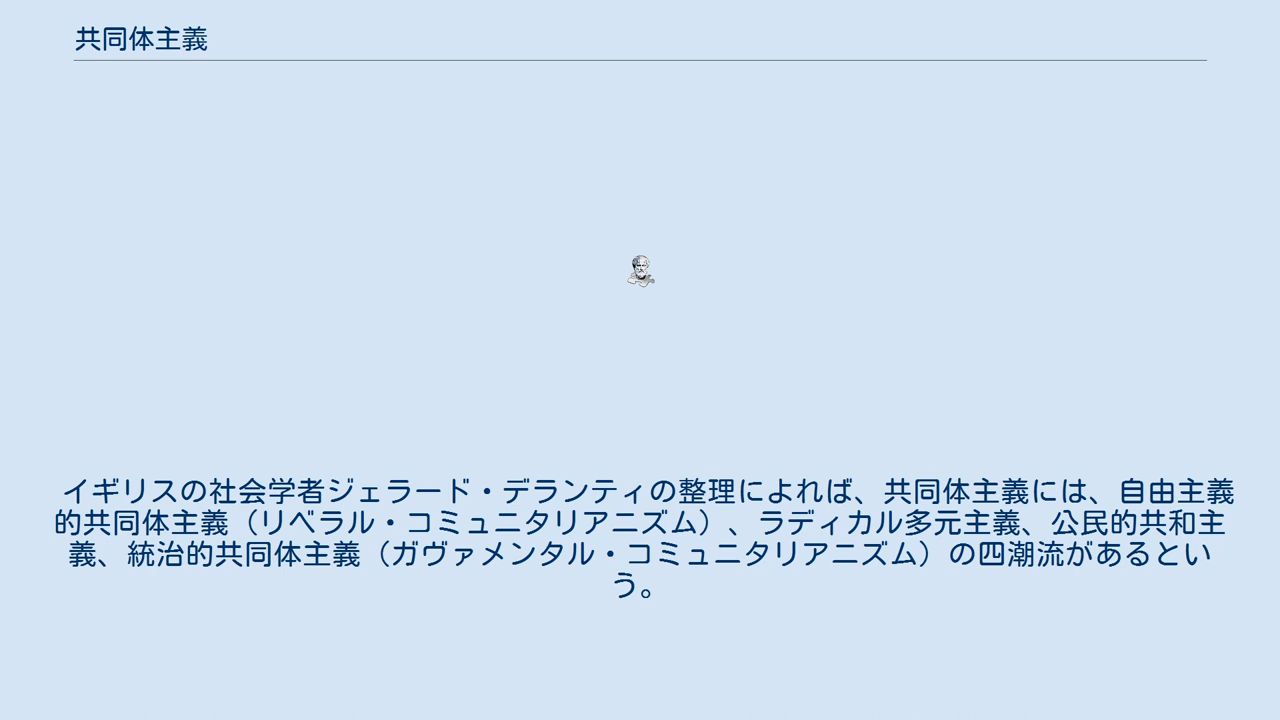 共同体主義
イギリスの社会学者ジェラード・デランティの整理によれば、共同体主義には、自由主義
的共同体主義（リベラル・コミュニタリアニズム）、ラディカル多元主義、公民的共和主
義、統治的共同体主義（ガヴァメンタル・コミュニタリアニズム）の四潮流があるとい
う。